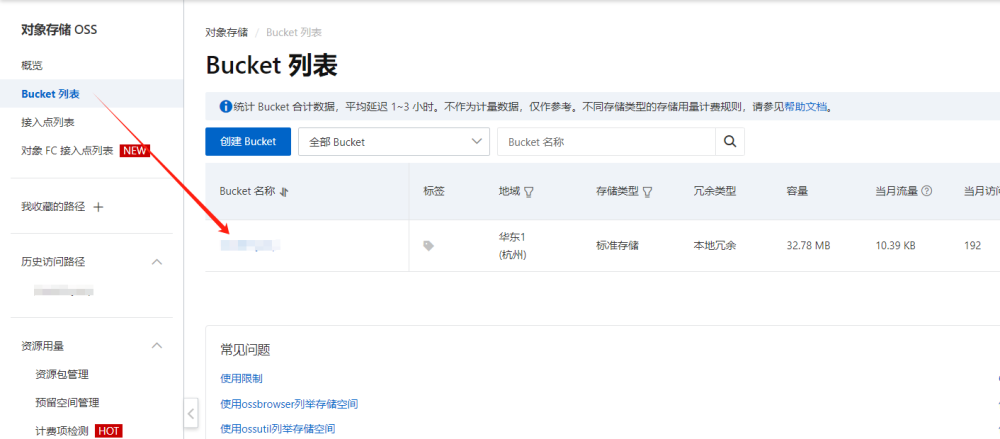 对象存储 OSS
概览
Bucket 列表
接入点列表
对象 FC 接入点列表 NEW
我收藏的路径
历史访问路径
资源用量
资源包管理
预留空间管理
计费项检测 HOT
对象存储 / Bucket 列表
Bucket 列表
统计 Bucket 合计数据，平均延迟 1~3 小时。不作为计量数据，仅作参考。不同存储类型的存储用量计费规则，请参见帮助文档。
创建 Bucket 全部 Bucket Bucket 名称
Bucket 名称 标签 地域 存储类型 冗余类型 容量 当月流量 当月访
华东1
(杭州) 标准存储 本地冗余 32.78 MB 10.39 KB 192
常见问题
使用限制
使用ossbrowser列举存储空间
使用ossutil列举存储空间